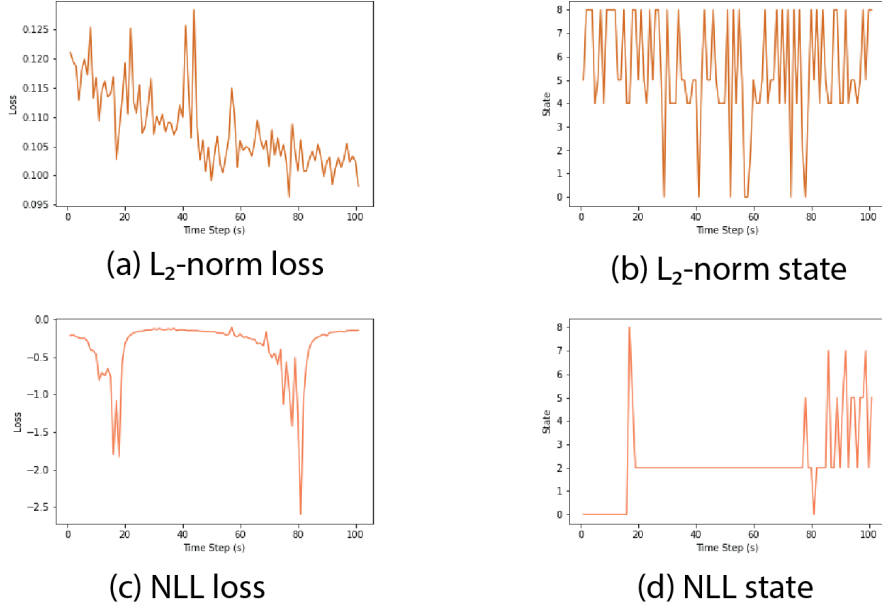 0.125
0.120
0.115
0.110
0.105
0.100
0.095
Loss
0 20 40 60 80 100
Time Step (s)
(a) L₂-norm loss
8
7
6
5
4
3
2
1
0
State
0 20 40 60 80 100
Time Step (s)
(b) L₂-norm state
0.0
−0.5
−1.0
−1.5
−2.0
−2.5
Loss
0 20 40 60 80 100
Time Step (s)
(c) NLL loss
8
7
6
5
4
3
2
1
0
State
0 20 40 60 80 100
Time Step (s)
(d) NLL state